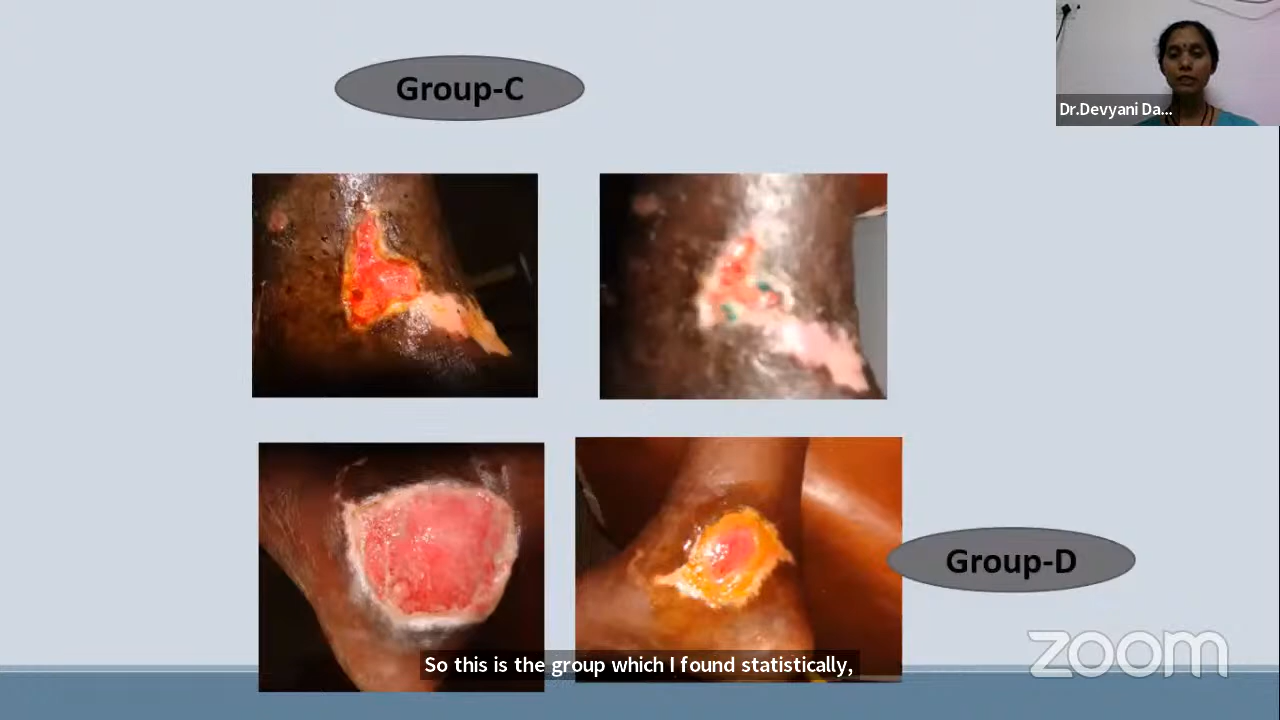 Group-C
Dr.Devyani Da...
Group-D
zoom
So this is the group which I found statistically,